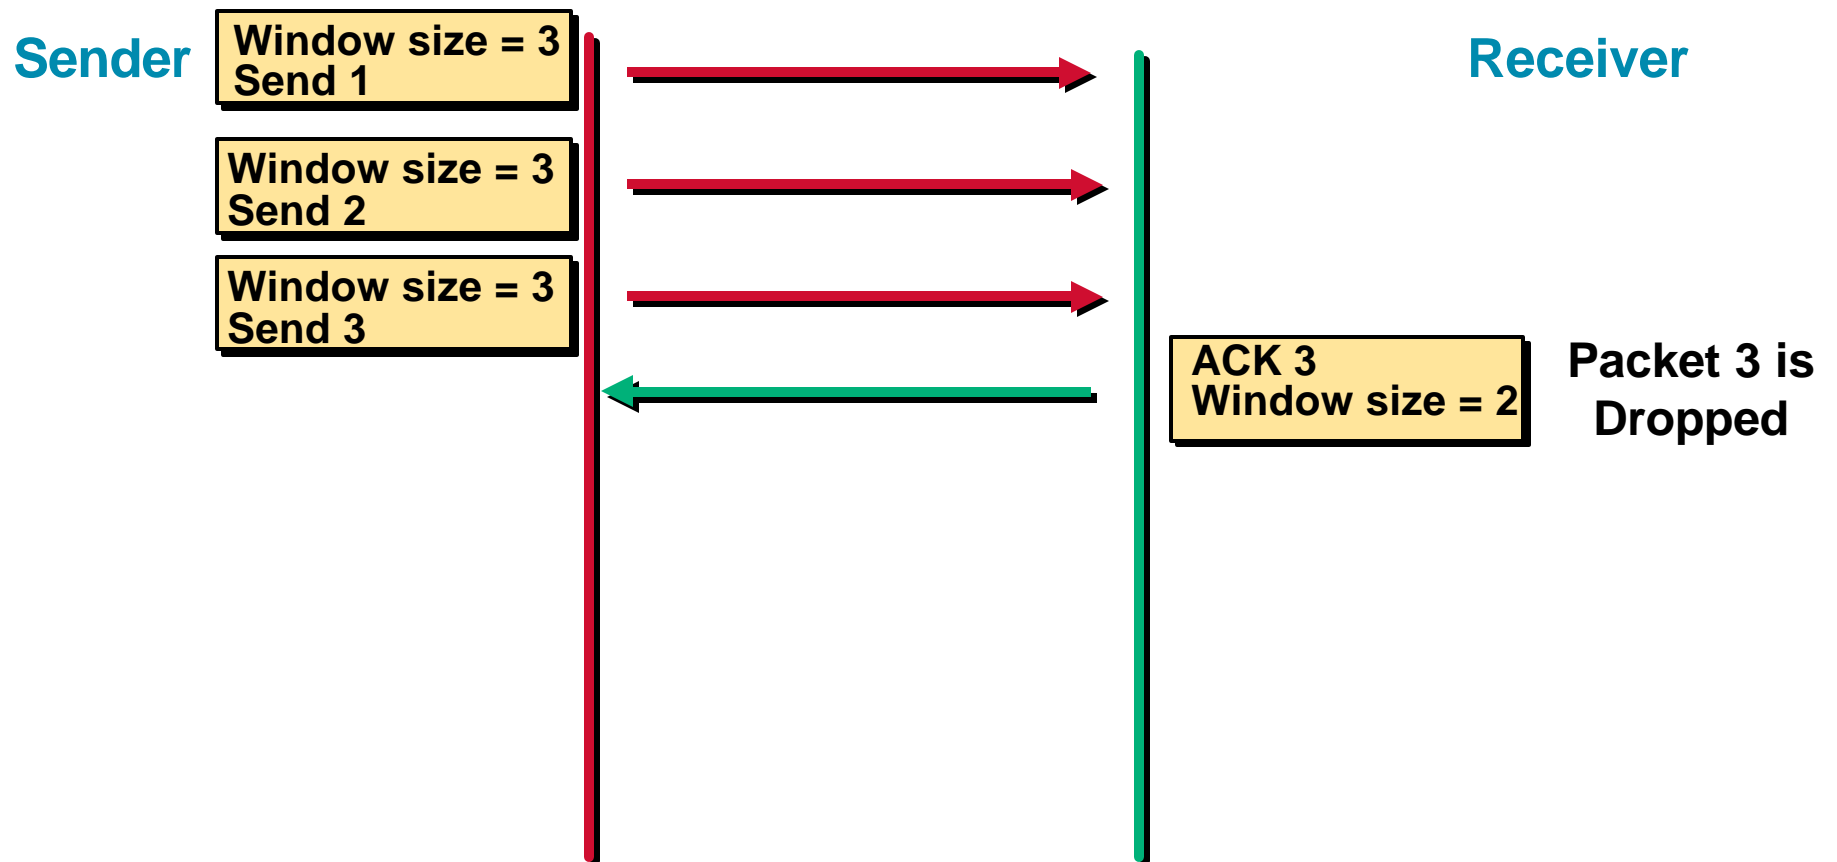 Sender
Window size = 3
Send 1
Receiver
Window size = 3
Send 2
Window size = 3
Send 3
ACK 3
Window size = 2
Packet 3 is
Dropped